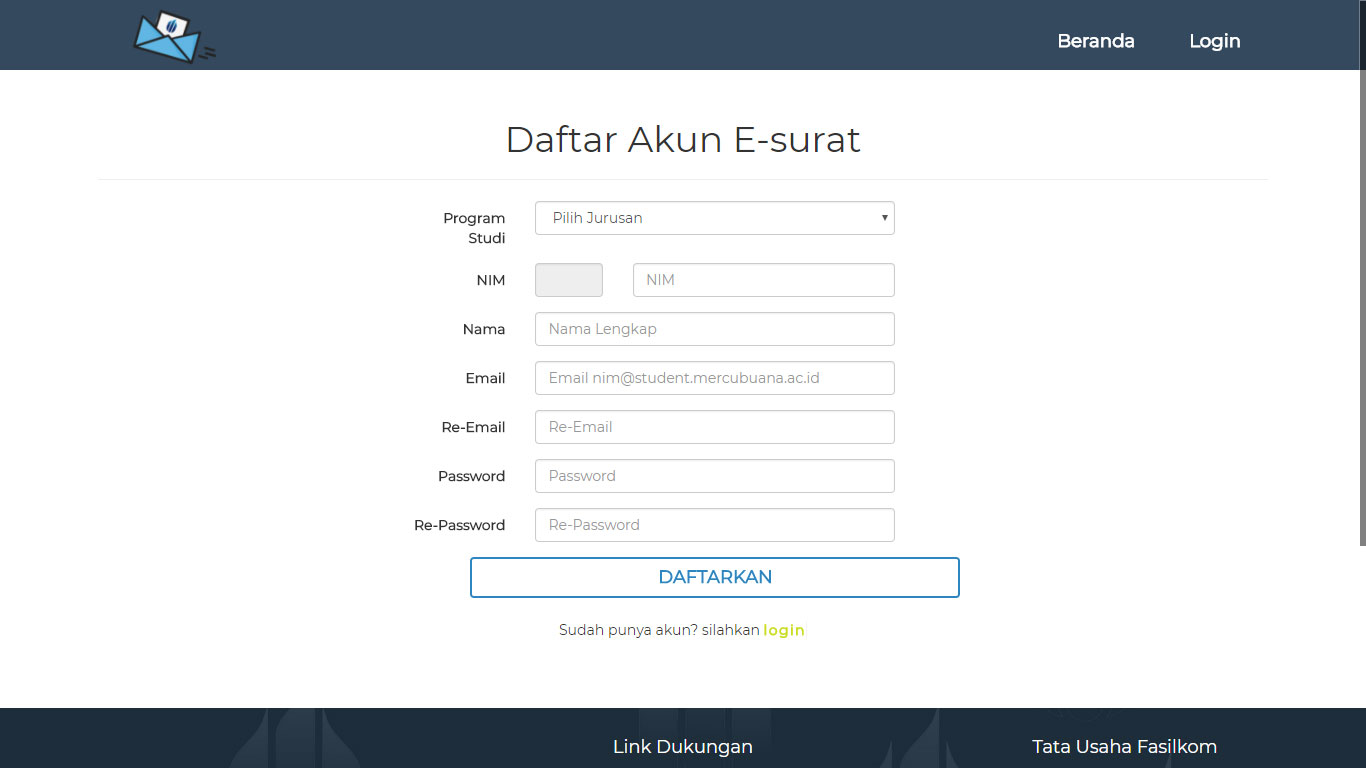 Beranda Login
Daftar Akun E-surat
Program
Studi
Pilih Jurusan
NIM NIM
Nama Nama Lengkap
Email Email nim@student.mercubuana.ac.id
Re-Email Re-Email
Password Password
Re-Password Re-Password
DAFTARKAN
Sudah punya akun? silahkan login
Link Dukungan Tata Usaha Fasilkom